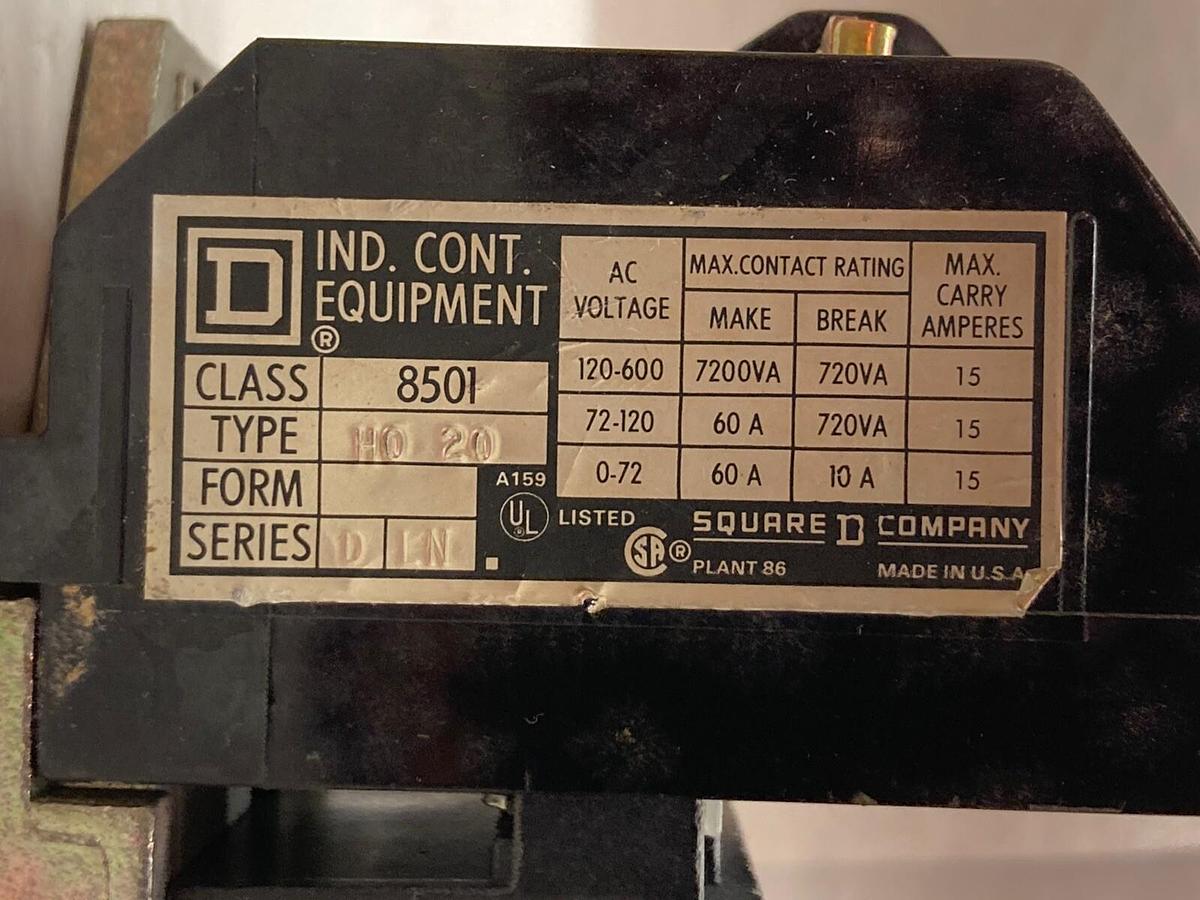 D
IND. CONT.
EQUIPMENT
®
CLASS 8501
TYPE HO 20
FORM
SERIES D IN
AC VOLTAGE MAX.CONTACT RATING MAX. CARRY AMPERES
MAKE BREAK
120-600 7200VA 720VA 15
72-120 60 A 720VA 15
0-72 60 A 10 A 15
A159
UL ® LISTED
SA ®
SQUARE D COMPANY
PLANT 86 MADE IN U.S.A